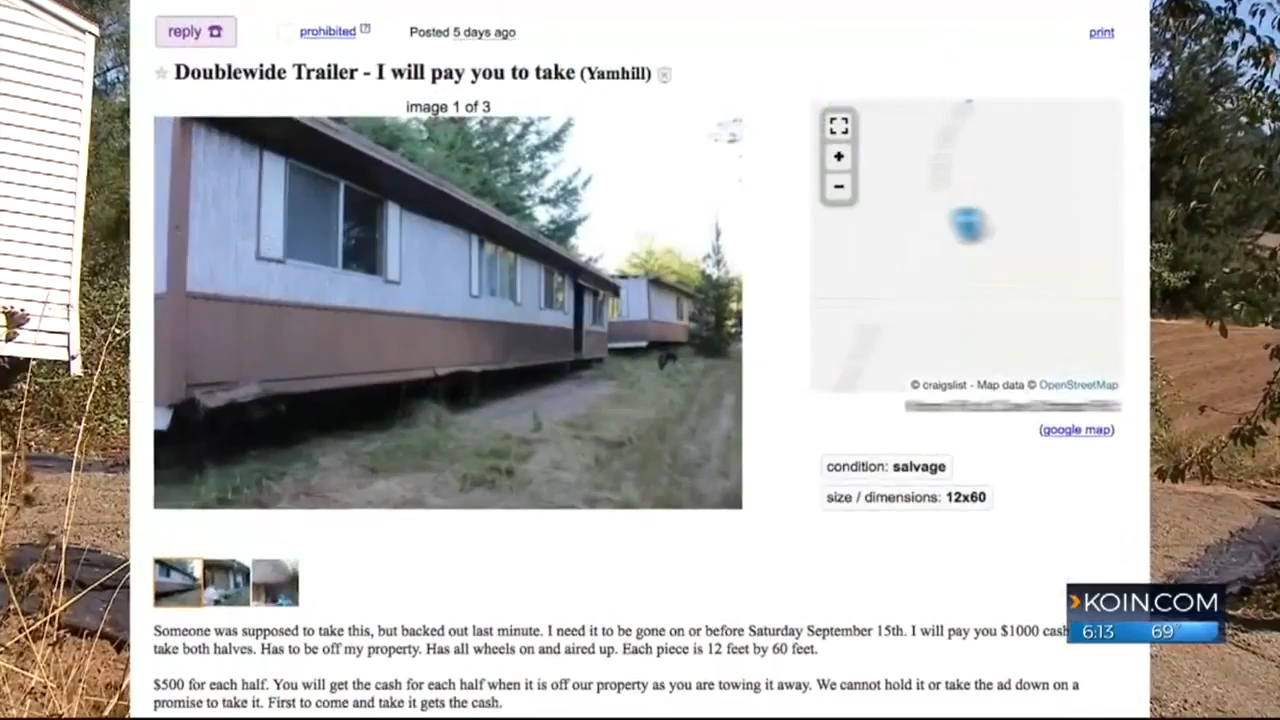 reply
prohibited [?]
Posted 5 days ago
print
Doublewide Trailer - I will pay you to take (Yamhill)
image 1 of 3
+
-
© craigslist - Map data © OpenStreetMap
(google map)
condition: salvage
size / dimensions: 12x60
Someone was supposed to take this, but backed out last minute. I need it to be gone on or before Saturday September 15th. I will pay you $1000 cash
take both halves. Has to be off my property. Has all wheels on and aired up. Each piece is 12 feet by 60 feet.
$500 for each half. You will get the cash for each half when it is off our property as you are towing it away. We cannot hold it or take the ad down on a
promise to take it. First to come and take it gets the cash.
KOIN.COM
6:13 69°